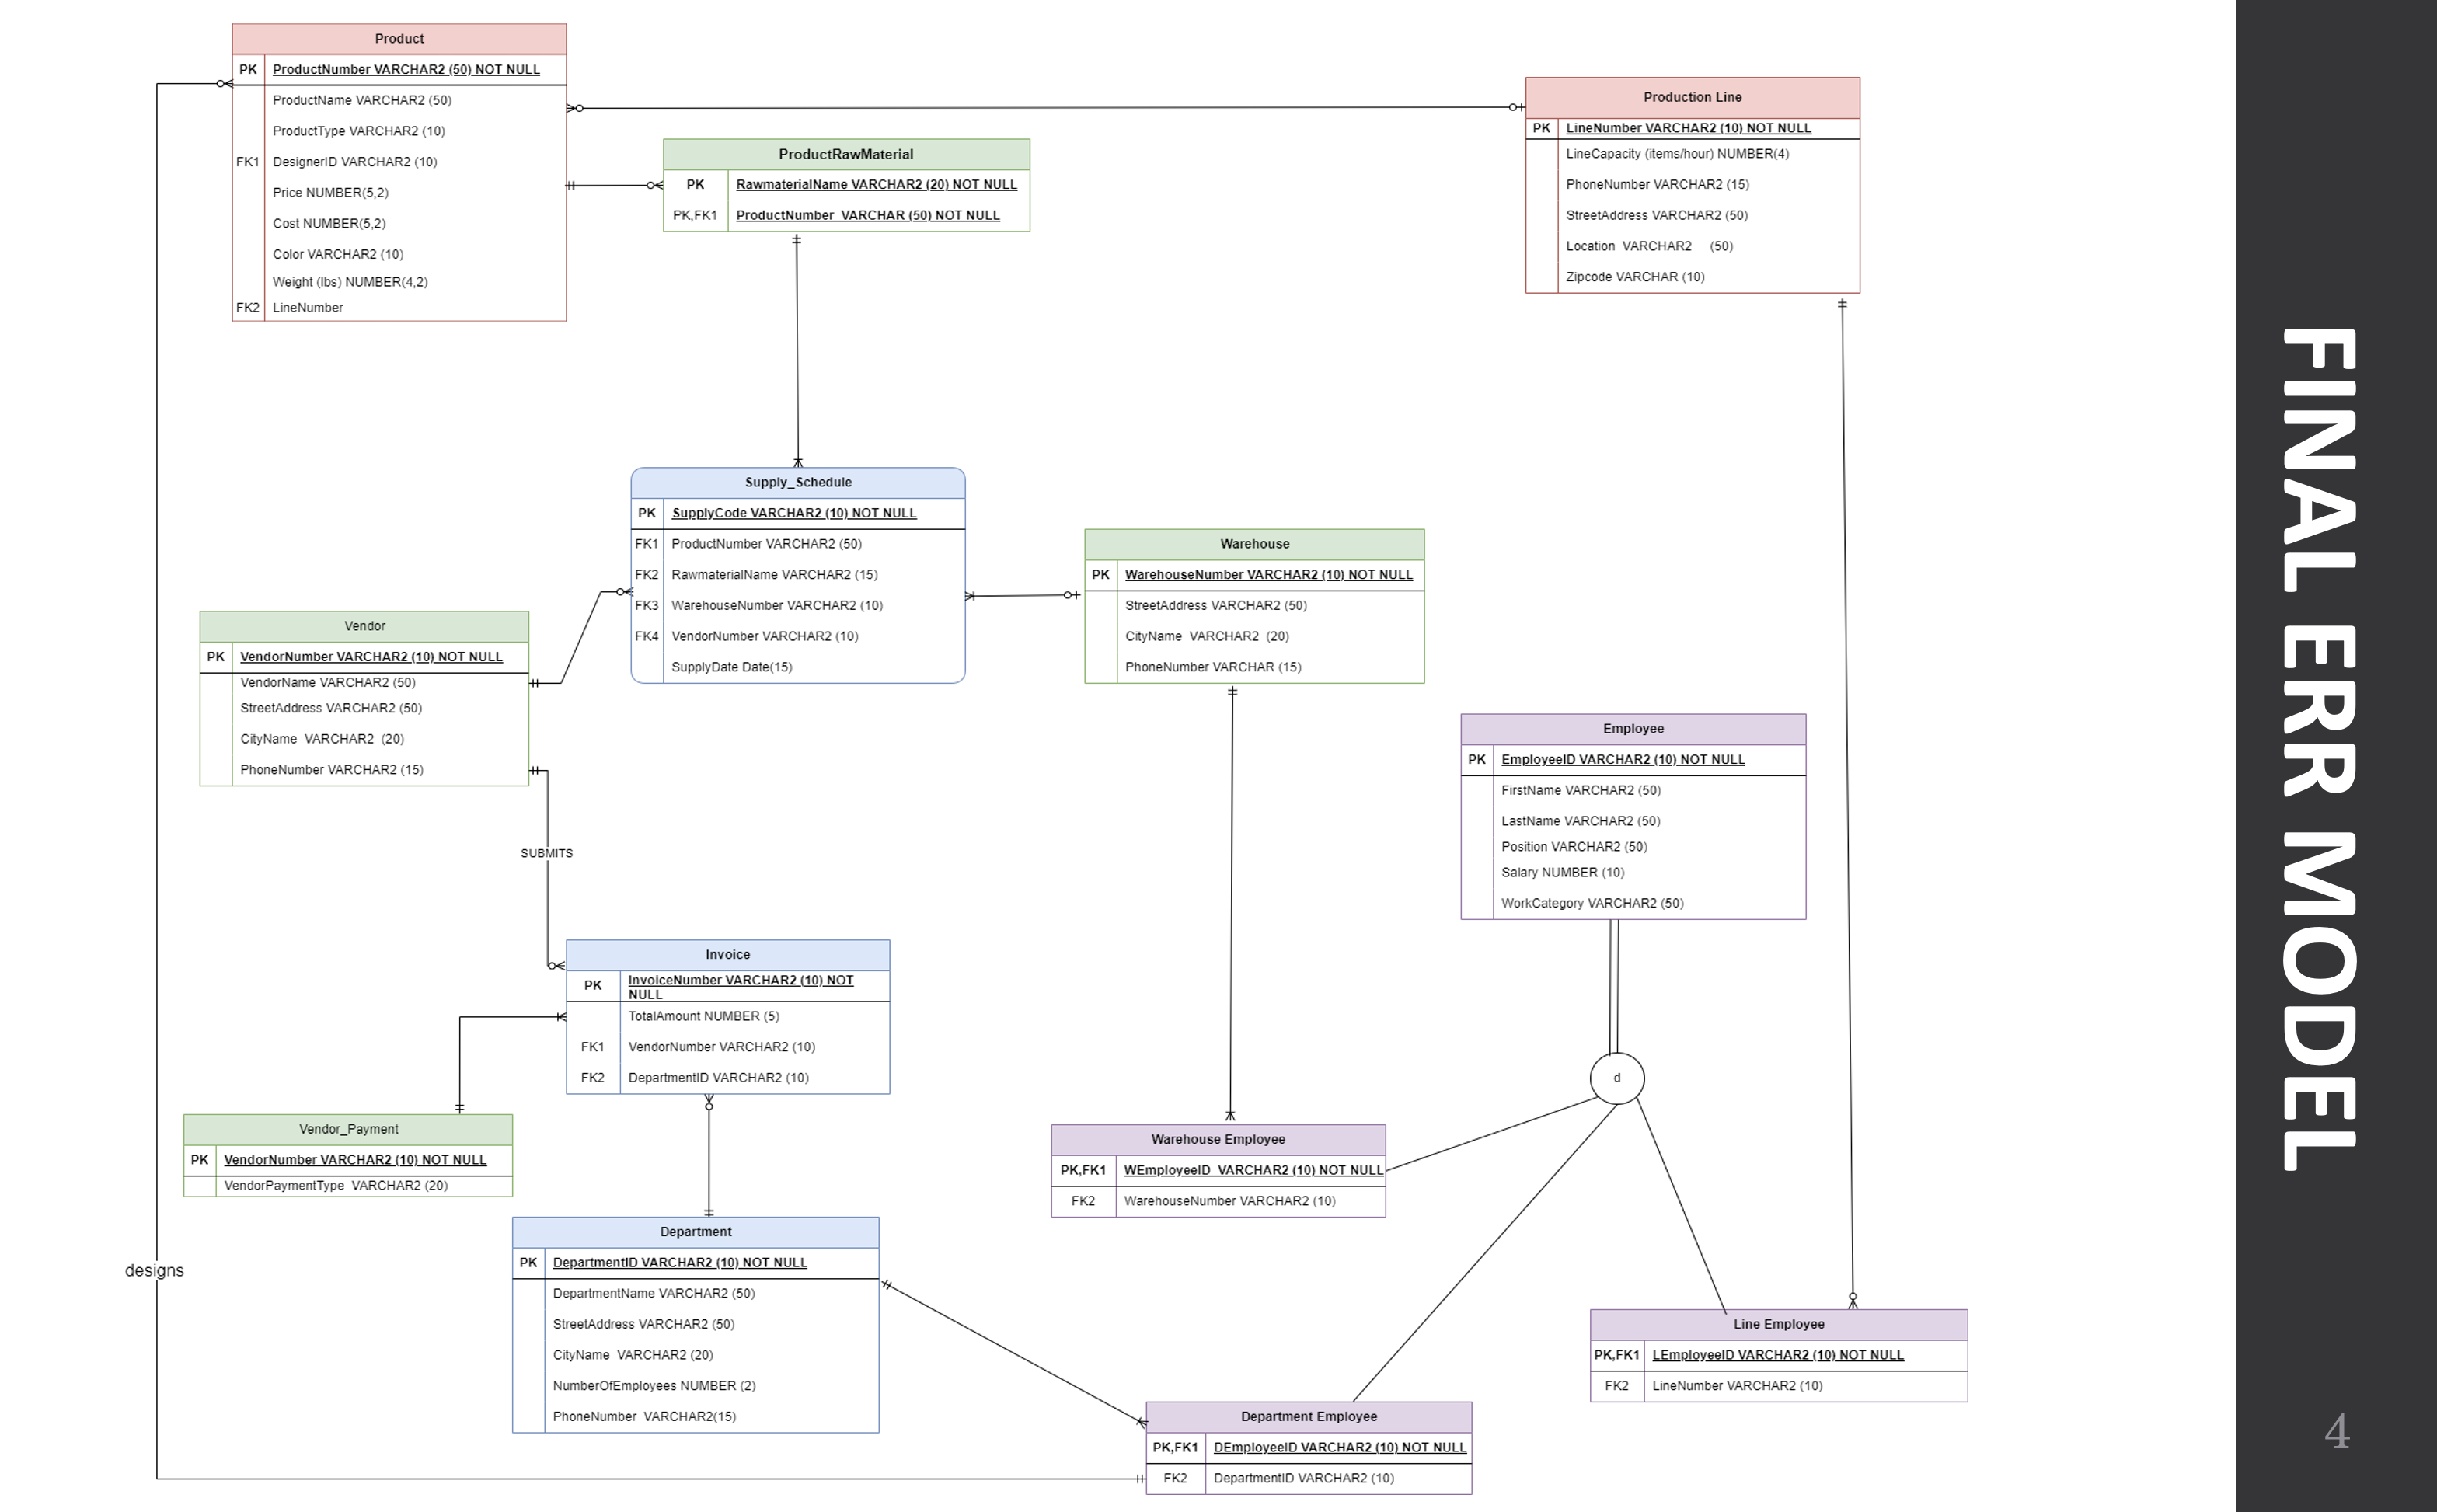 Product
PK ProductNumber VARCHAR2 (50) NOT NULL
ProductName VARCHAR2 (50)
ProductType VARCHAR2 (10)
FK1 DesignerID VARCHAR2 (10)
Price NUMBER(5,2)
Cost NUMBER(5,2)
Color VARCHAR2 (10)
Weight (lbs) NUMBER(4,2)
FK2 LineNumber
ProductRawMaterial
PK RawmaterialName VARCHAR2 (20) NOT NULL
PK,FK1 ProductNumber VARCHAR (50) NOT NULL
Production Line
PK LineNumber VARCHAR2 (10) NOT NULL
LineCapacity (items/hour) NUMBER(4)
PhoneNumber VARCHAR2 (15)
StreetAddress VARCHAR2 (50)
Location VARCHAR2 (50)
Zipcode VARCHAR (10)
Supply_Schedule
PK SupplyCode VARCHAR2 (10) NOT NULL
FK1 ProductNumber VARCHAR2 (50)
FK2 RawmaterialName VARCHAR2 (15)
FK3 WarehouseNumber VARCHAR2 (10)
FK4 VendorNumber VARCHAR2 (10)
SupplyDate Date(15)
Warehouse
PK WarehouseNumber VARCHAR2 (10) NOT NULL
StreetAddress VARCHAR2 (50)
CityName VARCHAR2 (20)
PhoneNumber VARCHAR (15)
Vendor
PK VendorNumber VARCHAR2 (10) NOT NULL
VendorName VARCHAR2 (50)
StreetAddress VARCHAR2 (50)
CityName VARCHAR2 (20)
PhoneNumber VARCHAR2 (15)
SUBMITS
Employee
PK EmployeeID VARCHAR2 (10) NOT NULL
FirstName VARCHAR2 (50)
LastName VARCHAR2 (50)
Position VARCHAR2 (50)
Salary NUMBER (10)
WorkCategory VARCHAR2 (50)
d
Invoice
PK InvoiceNumber VARCHAR2 (10) NOT
NULL
TotalAmount NUMBER (5)
FK1 VendorNumber VARCHAR2 (10)
FK2 DepartmentID VARCHAR2 (10)
Vendor_Payment
PK VendorNumber VARCHAR2 (10) NOT NULL
VendorPaymentType VARCHAR2 (20)
Warehouse Employee
PK,FK1 WEmployeeID VARCHAR2 (10) NOT NULL
FK2 WarehouseNumber VARCHAR2 (10)
designs
Department
PK DepartmentID VARCHAR2 (10) NOT NULL
DepartmentName VARCHAR2 (50)
StreetAddress VARCHAR2 (50)
CityName VARCHAR2 (20)
NumberOfEmployees NUMBER (2)
PhoneNumber VARCHAR2(15)
Line Employee
PK,FK1 LEmployeeID VARCHAR2 (10) NOT NULL
FK2 LineNumber VARCHAR2 (10)
Department Employee
PK,FK1 DEmployeeID VARCHAR2 (10) NOT NULL
FK2 DepartmentID VARCHAR2 (10)
FINAL ERR MODEL
4